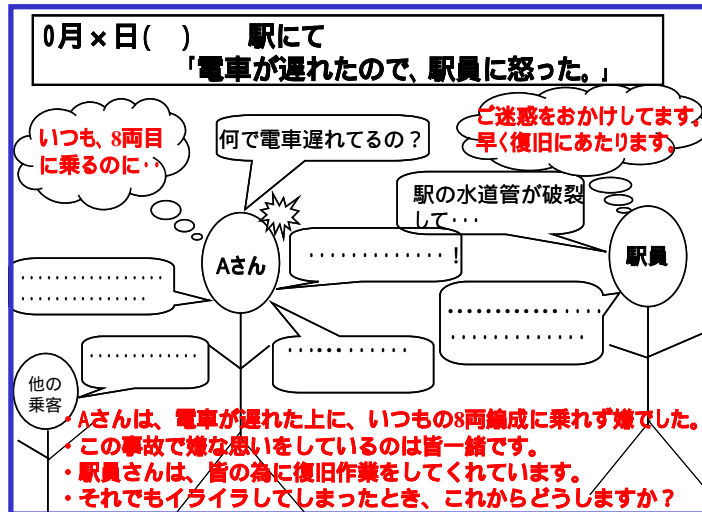 0月×日(　)　　駅にて
「電車が遅れたので、駅員に怒った。」
いつも、8両目
に乗るのに‥
何で電車遅れてるの？
ご迷惑をおかけしてます。
早く復旧にあたります。
駅の水道管が破裂
して‥‥
Aさん
駅員
‥‥‥‥‥‥‥！
‥‥‥‥‥‥‥‥
‥‥‥‥‥‥‥
‥‥‥‥‥‥‥‥
‥‥‥‥‥‥‥
‥‥‥‥‥‥
‥‥‥‥‥‥
他の
乗客
・Aさんは、電車が遅れた上に、いつもの8両編成に乗れず嫌でした。
・この事故で嫌な思いをしているのは皆一緒です。
・駅員さんは、皆の為に復旧作業をしてくれています。
・それでもイライラしてしまったとき、これからどうしますか？